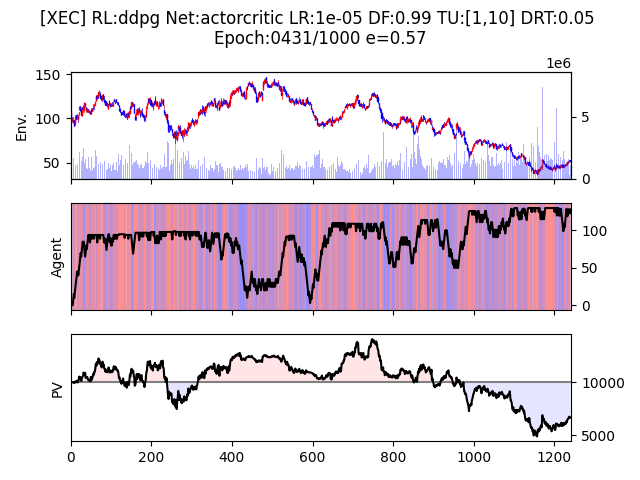 [XEC] RL:ddpg Net:actorcritic LR:1e-05 DF:0.99 TU:[1,10] DRT:0.05
Epoch:0431/1000 e=0.57
1e6
150
100
50
Env.
5
0
Agent
100
50
0
PV
10000
5000
0 200 400 600 800 1000 1200